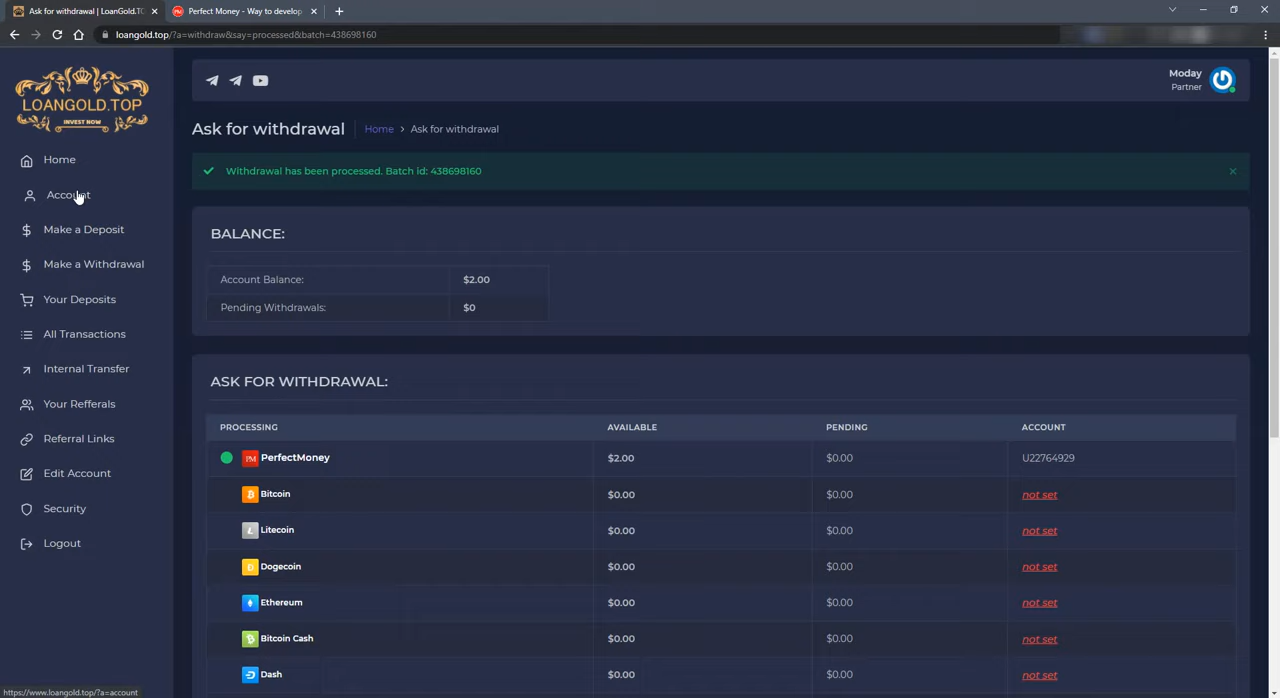 Ask for withdrawal | LoanGold.TO
Perfect Money - Way to develop
loangold.top/?a=withdraw&say=processed&batch=438698160
LOANGOLD.TOP
INVEST NOW
Moday
Partner
Home
Account
Make a Deposit
Make a Withdrawal
Your Deposits
All Transactions
Internal Transfer
Your Refferals
Referral Links
Edit Account
Security
Logout
Ask for withdrawal Home > Ask for withdrawal
Withdrawal has been processed. Batch id: 438698160
BALANCE:
Account Balance: $2.00
Pending Withdrawals: $0
ASK FOR WITHDRAWAL:
PROCESSING AVAILABLE PENDING ACCOUNT
PM PerfectMoney $2.00 $0.00 U22764929
Bitcoin $0.00 $0.00 not set
Litecoin $0.00 $0.00 not set
Dogecoin $0.00 $0.00 not set
Ethereum $0.00 $0.00 not set
Bitcoin Cash $0.00 $0.00 not set
Dash $0.00 $0.00 not set
https://www.loangold.top/?a=account